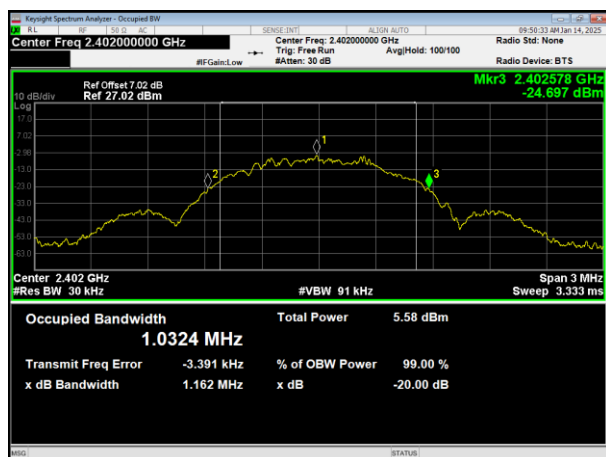 Keysight Spectrum Analyzer - Occupied BW
RL RF 50 Ω AC SENSE:INT ALIGN AUTO 09:50:33 AM Jan 14, 2025
Center Freq 2.402000000 GHz Center Freq: 2.402000000 GHz Radio Std: None
Trig: Free Run Avg|Hold: 100/100
#IFGain:Low #Atten: 30 dB Radio Device: BTS
Ref Offset 7.02 dB Mkr3 2.402578 GHz
10 dB/div Ref 27.02 dBm -24.697 dBm
Log
17.0
7.02
-2.98
-13.0
-23.0
-33.0
-43.0
-53.0
-63.0
1
2
3
Center 2.402 GHz Span 3 MHz
#Res BW 30 kHz #VBW 91 kHz Sweep 3.333 ms
Occupied Bandwidth Total Power 5.58 dBm
1.0324 MHz
Transmit Freq Error -3.391 kHz % of OBW Power 99.00 %
x dB Bandwidth 1.162 MHz x dB -20.00 dB
MSG STATUS